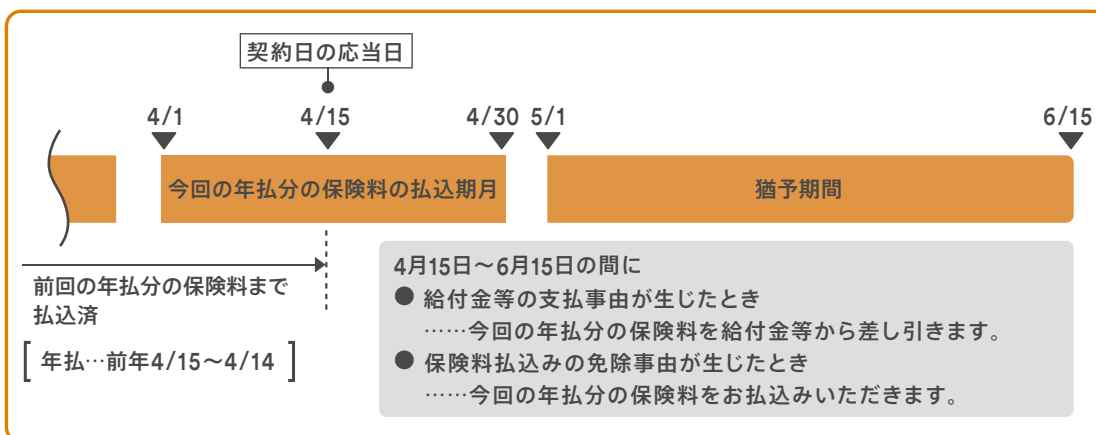 契約日の応当日
4/1 4/15 4/30 5/1 6/15
今回の年払分の保険料の払込期月 猶予期間
前回の年払分の保険料まで
払込済
[ 年払…前年4/15〜4/14 ]
4月15日〜6月15日の間に
● 給付金等の支払事由が生じたとき
……今回の年払分の保険料を給付金等から差し引きます。
● 保険料払込みの免除事由が生じたとき
……今回の年払分の保険料をお払込みいただきます。